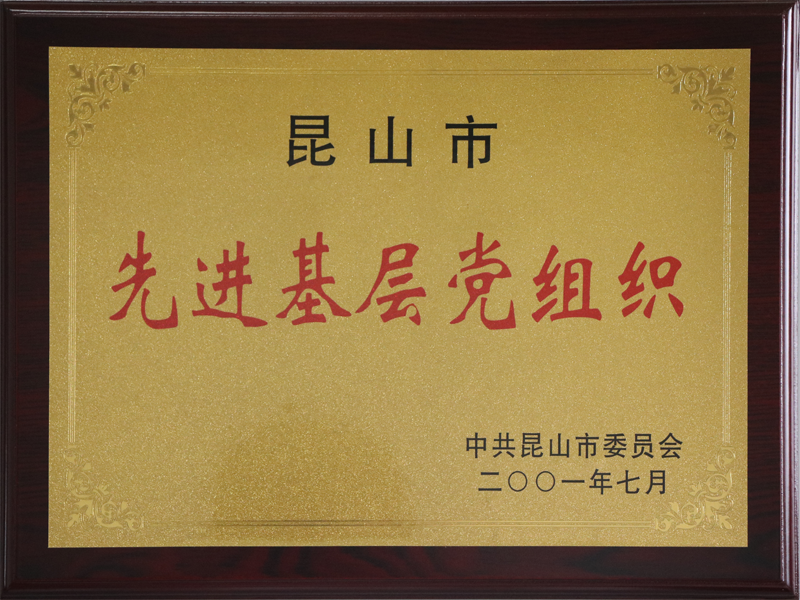 昆山市
先进基层党组织
中共昆山市委员会
二〇〇一年七月